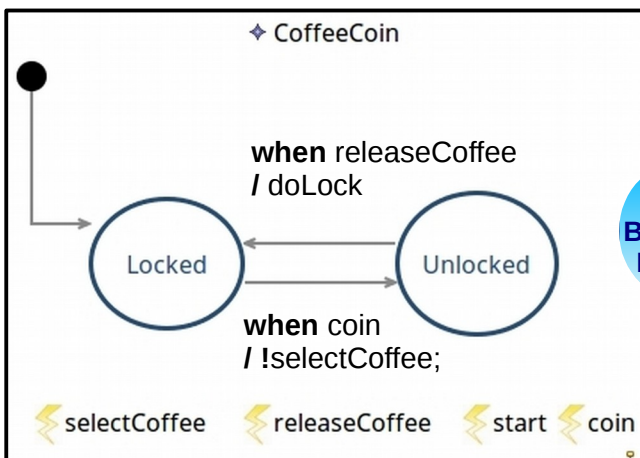 CoffeeCoin
when releaseCoffee
/ doLock
Locked
Unlocked
when coin
/ !selectCoffee;
selectCoffee releaseCoffee start coin